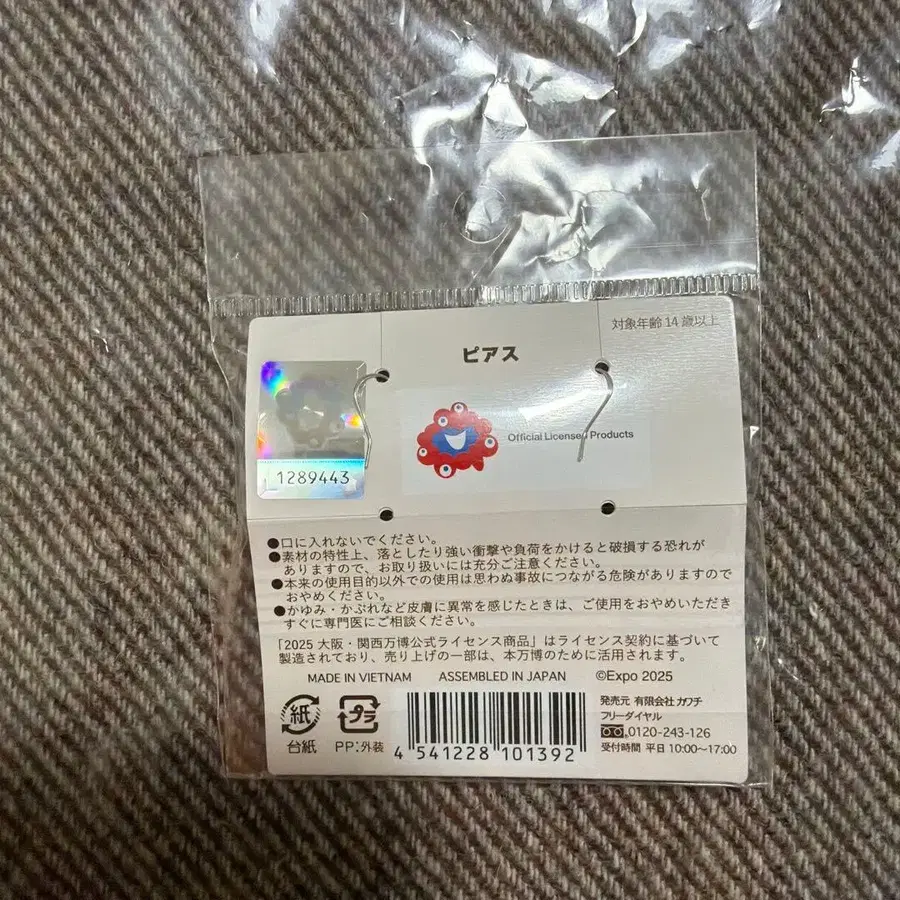 対象年齢 14 歳以上
ピアス
Official Licensed Products
1289443
●口に入れないでください。
●素材の特性上、落としたり強い衝撃や負荷をかけると破損する恐れが
ありますので、お取り扱いには充分ご注意ください。
●本来の使用目的以外での使用は思わぬ事故につながる危険がありますので
おやめください。
●かゆみ・かぶれなど皮膚に異常を感じたときは、ご使用をおやめいただき
すぐに専門医にご相談ください。
「2025 大阪・関西万博公式ライセンス商品」はライセンス契約に基づいて
製造されており、売り上げの一部は、本万博のために活用されます。
MADE IN VIETNAM ASSEMBLED IN JAPAN ©Expo 2025
紙
台紙
プラ
PP:外装
4 541228 101392
発売元 有限会社 カワチ
フリーダイヤル
0120-243-126
受付時間 平日 10:00〜17:00